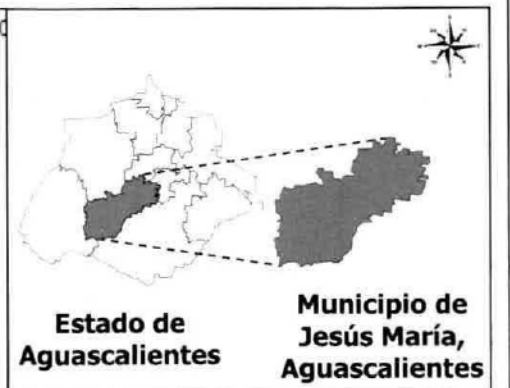 Estado de
Aguascalientes
Municipio de
Jesús María,
Aguascalientes